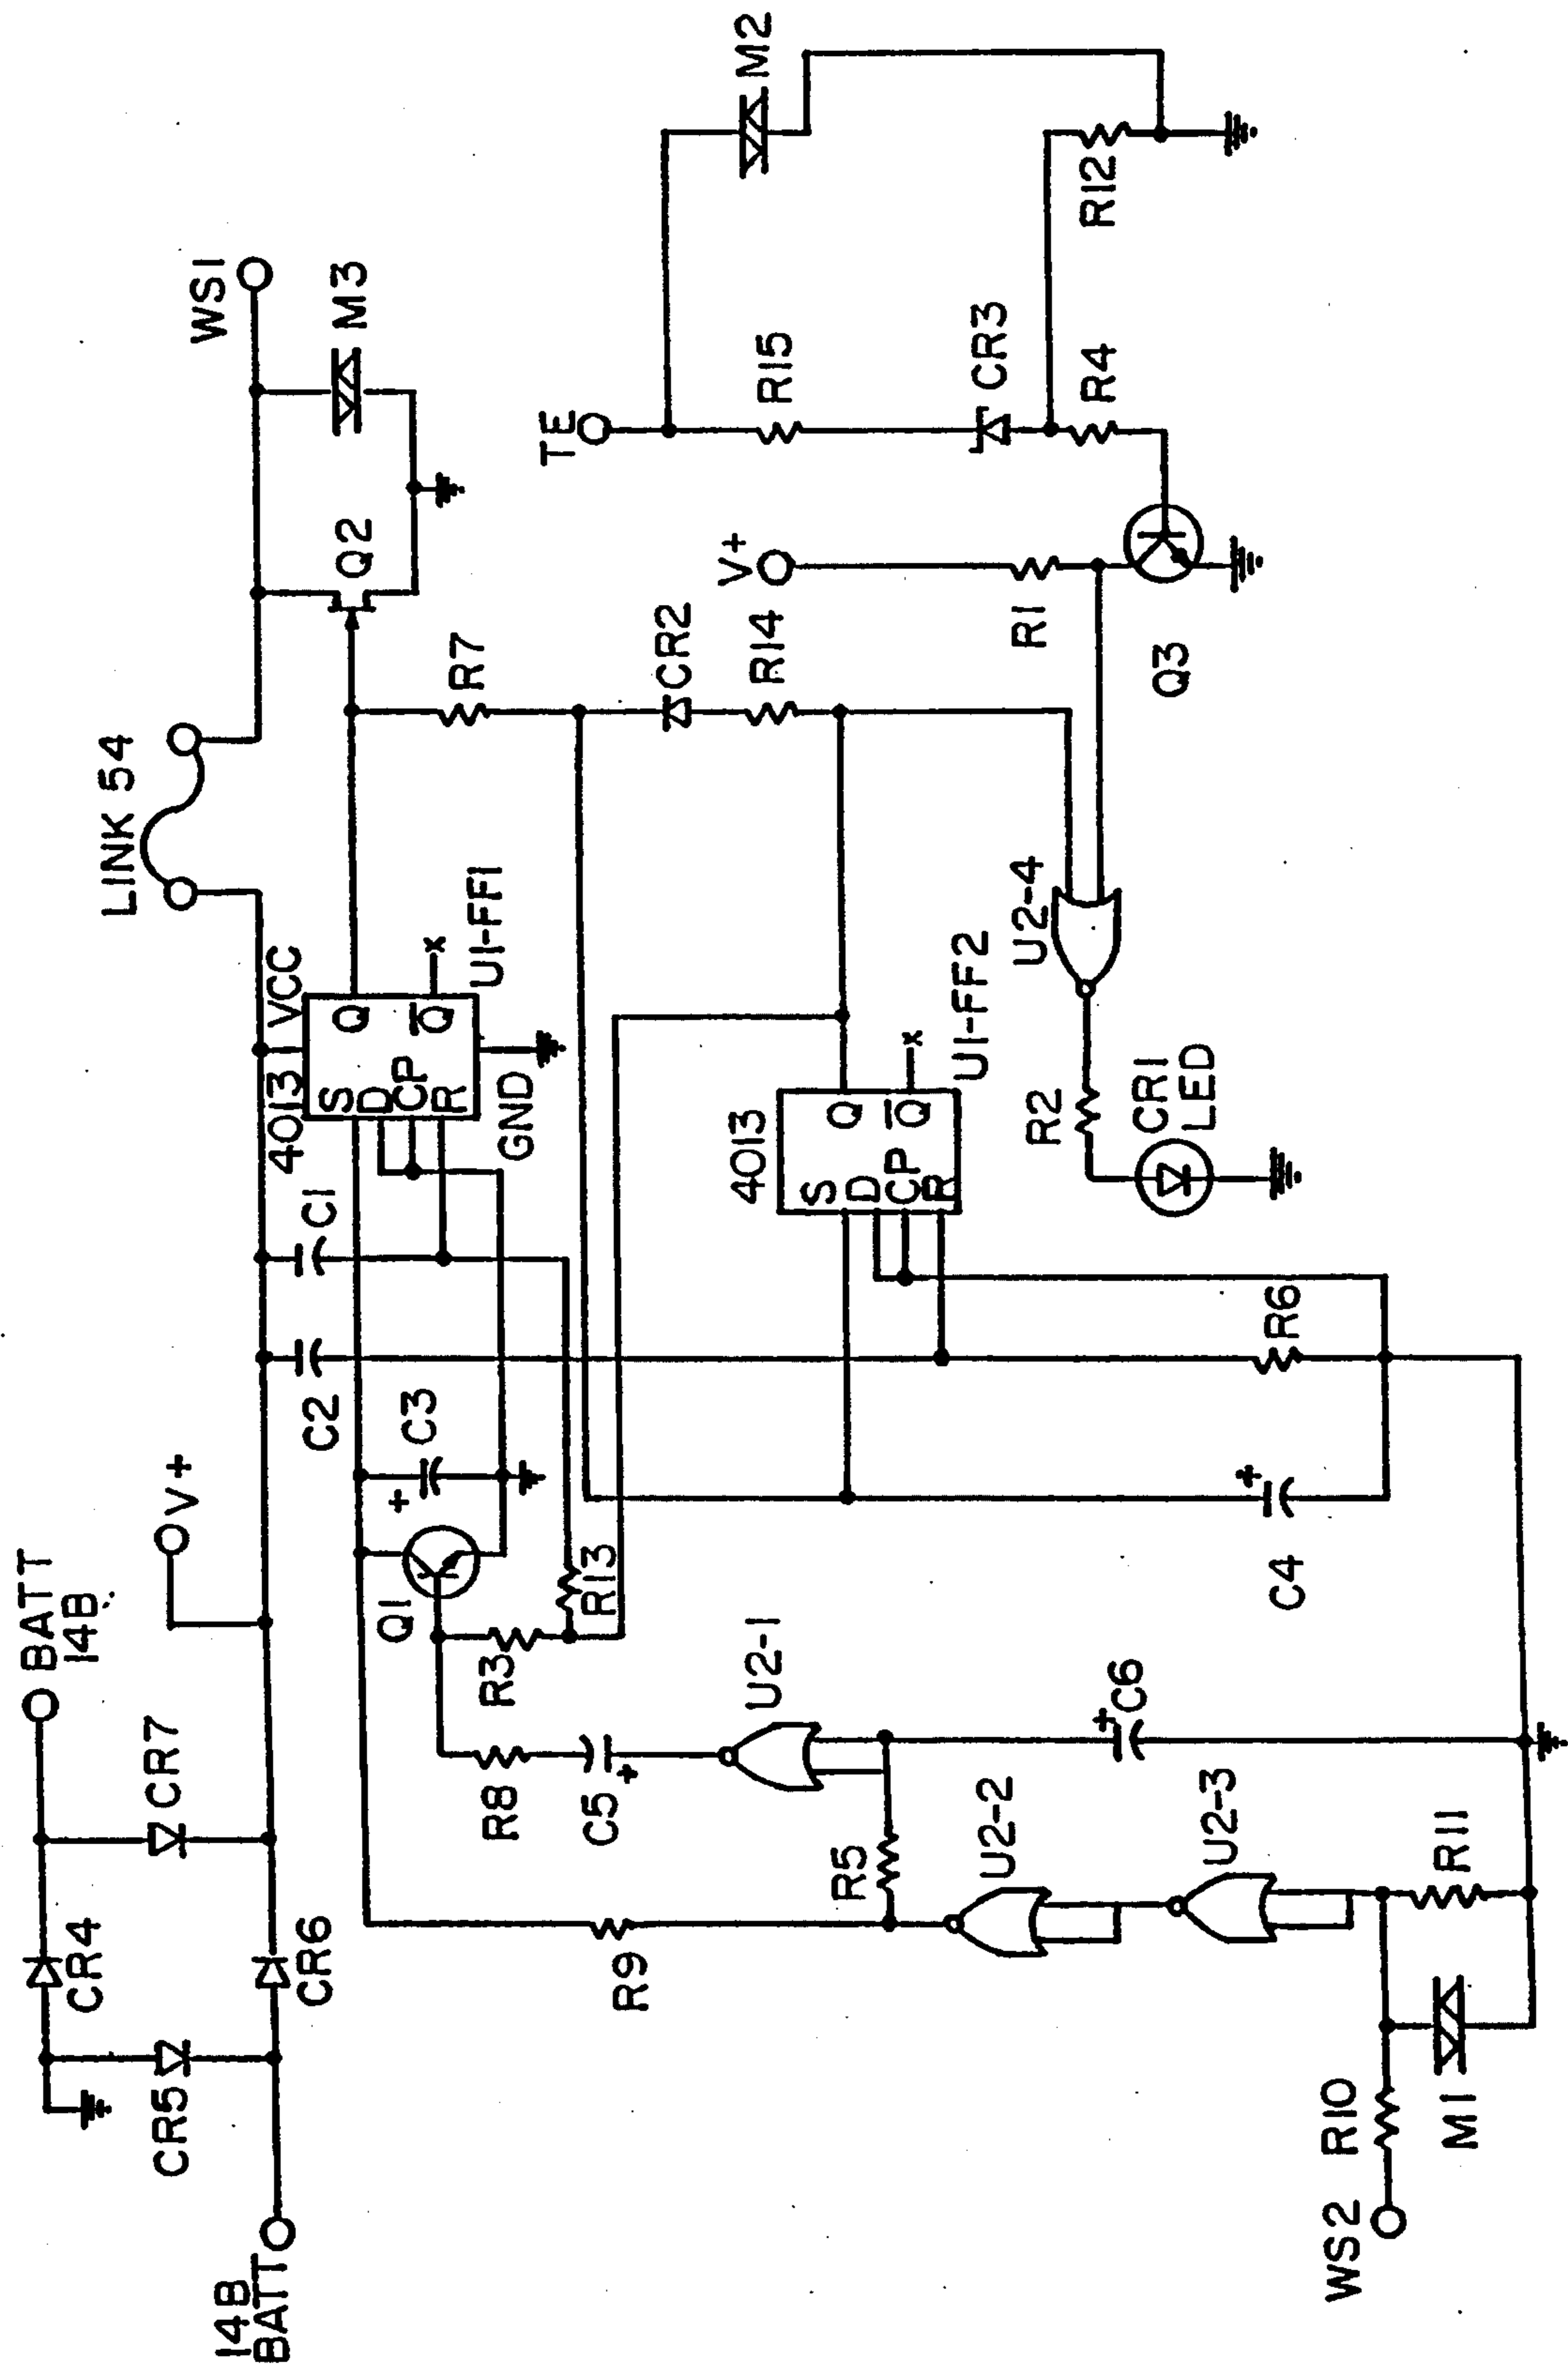 WS1
M2
M3
LINK 54
Q2
TE
R15
CR3
R12
R4
V+
R7
CR2
R14
R1
Q3
4013 VCC
S
D
CP
R
Q
Q̅
x
U1-FF1
GND
C1
C2
C3
+
4013
S
D
CP
R
Q
Q̅
x
U1-FF2
U2-4
R2
CR1
LED
R6
V+
Q1
R13
R3
+
C4
BATT
14B
CR7
R8
C5
+
U2-1
+
C6
R5
U2-2
U2-3
R11
CR4
CR6
CR5
R9
14B
BATT
WS2
R10
M1